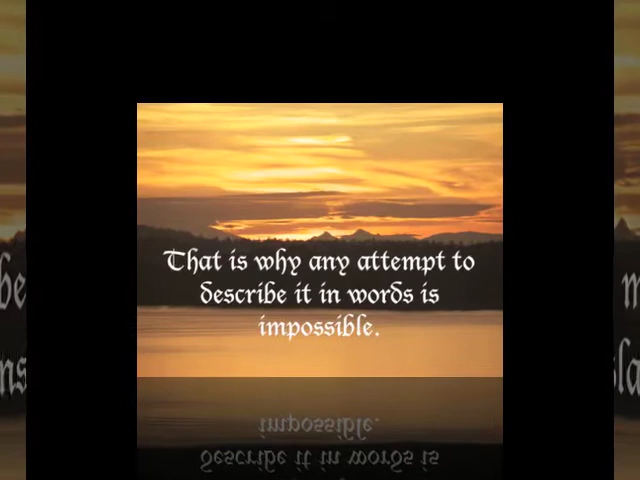 That is why any attempt to
describe it in words is
impossible.